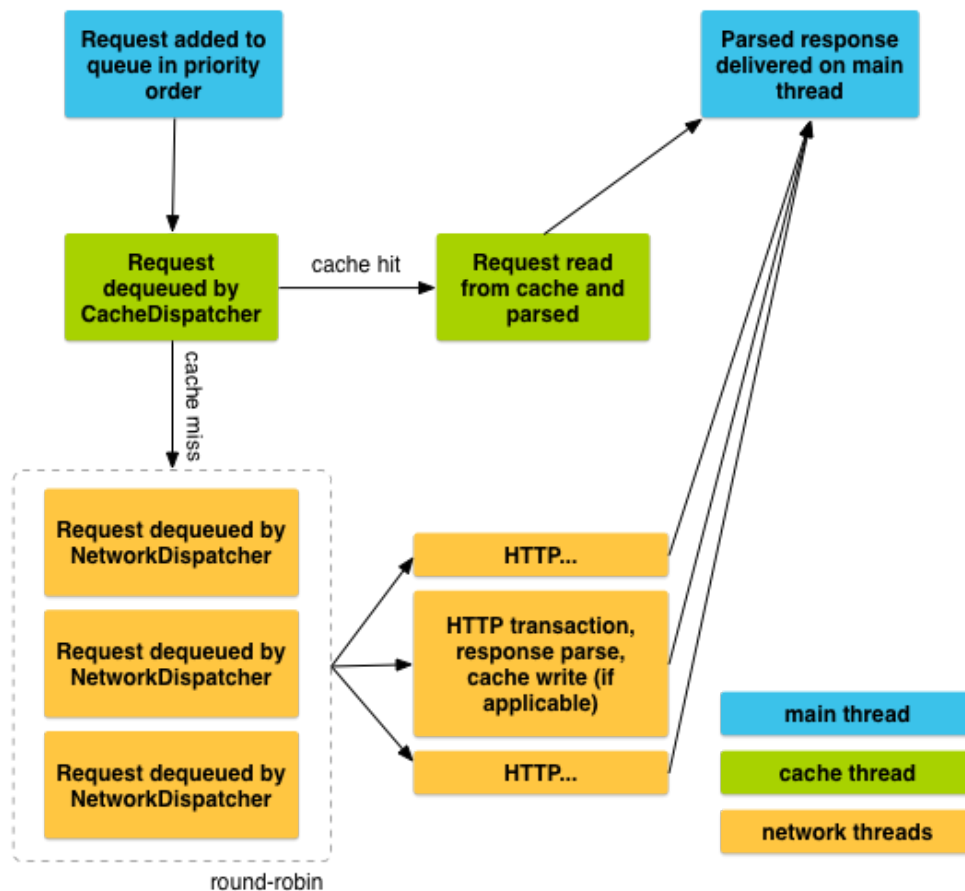 Request added to
queue in priority
order
Parsed response
delivered on main
thread
Request
dequeued by
CacheDispatcher
cache hit
Request read
from cache and
parsed
cache miss
Request dequeued by
NetworkDispatcher
Request dequeued by
NetworkDispatcher
Request dequeued by
NetworkDispatcher
round-robin
HTTP...
HTTP transaction,
response parse,
cache write (if
applicable)
HTTP...
main thread
cache thread
network threads